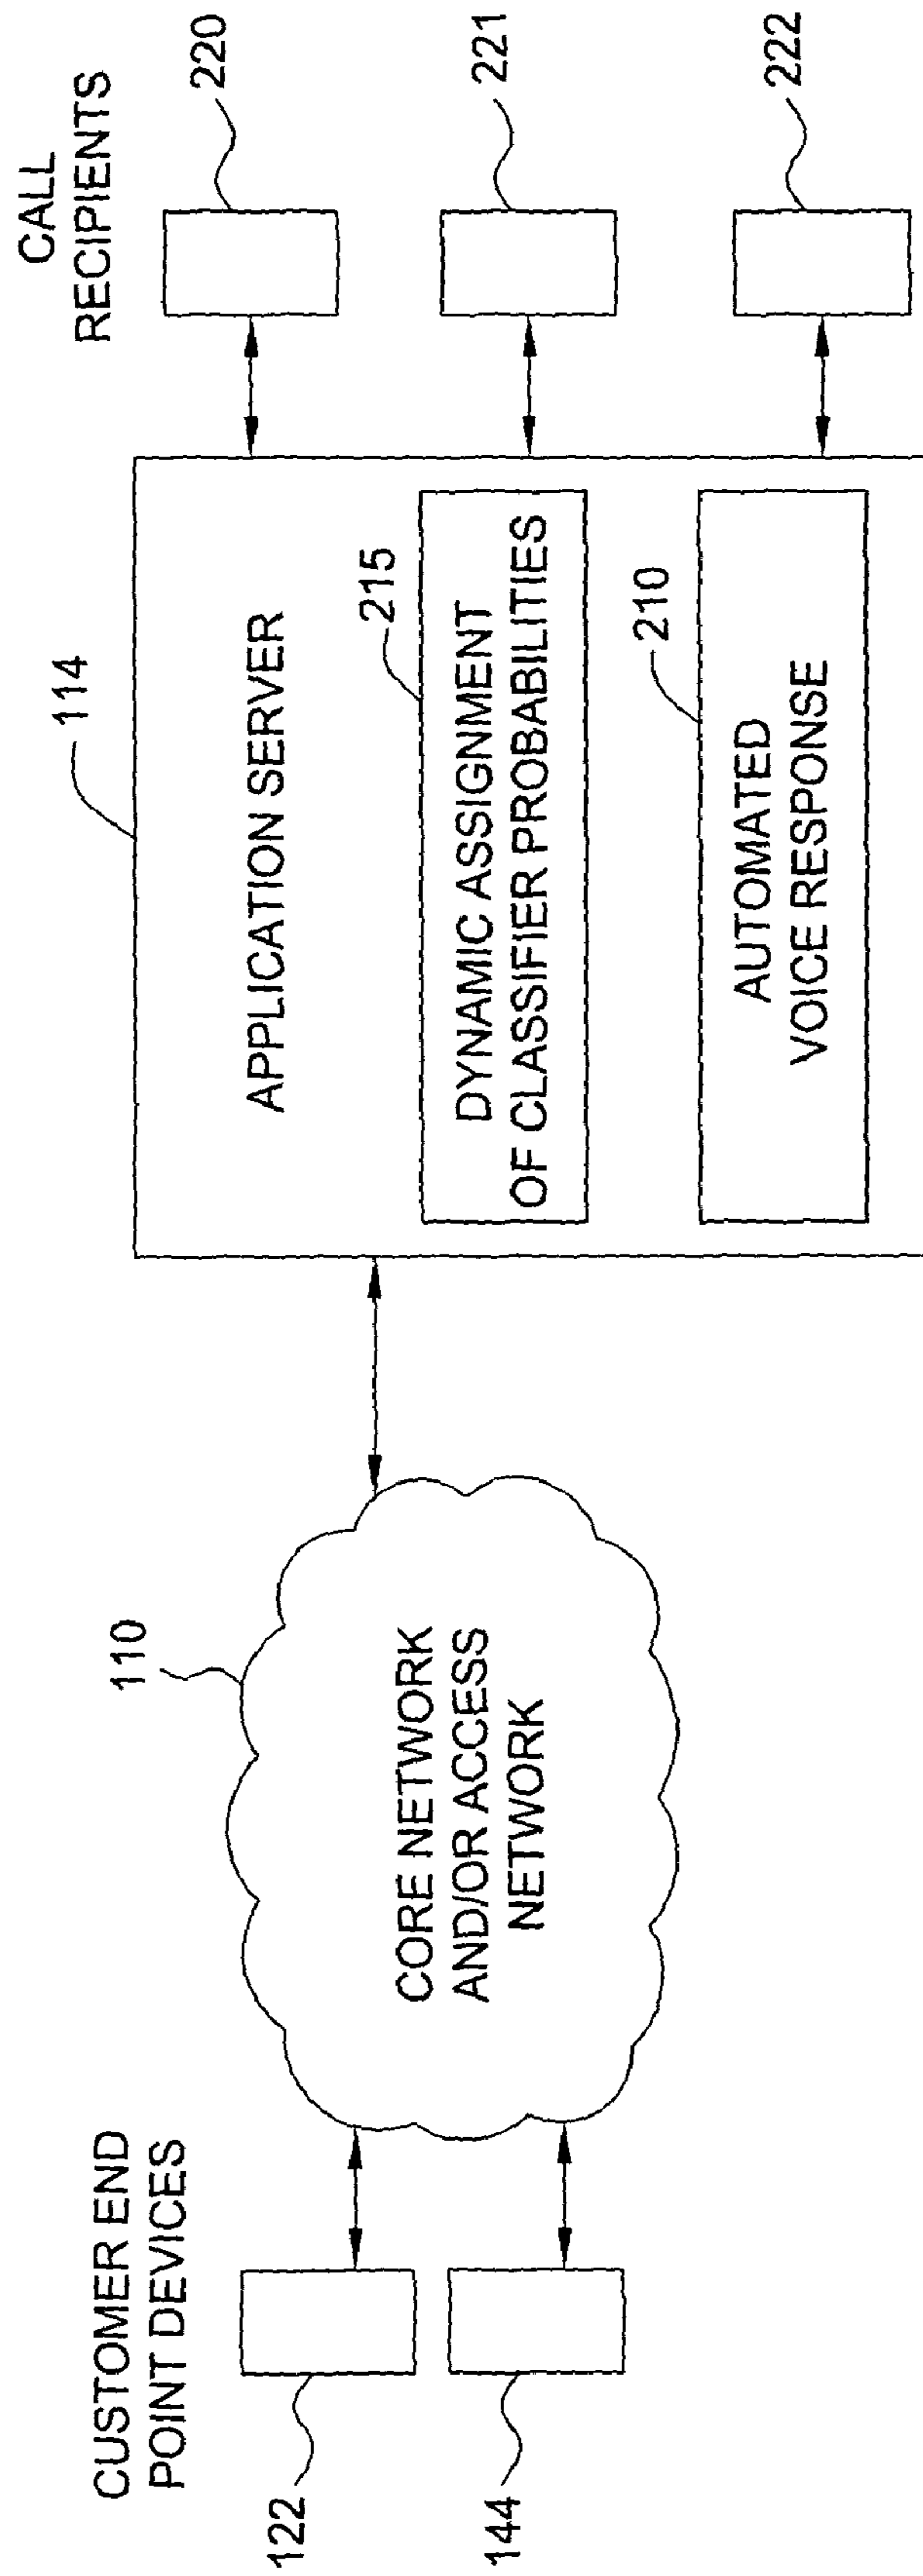 CUSTOMER END
POINT DEVICES
122
144
110
CORE NETWORK
AND/OR ACCESS
NETWORK
114
APPLICATION SERVER
215
DYNAMIC ASSIGNMENT
OF CLASSIFIER PROBABILITIES
210
AUTOMATED
VOICE RESPONSE
CALL
RECIPIENTS
220
221
222